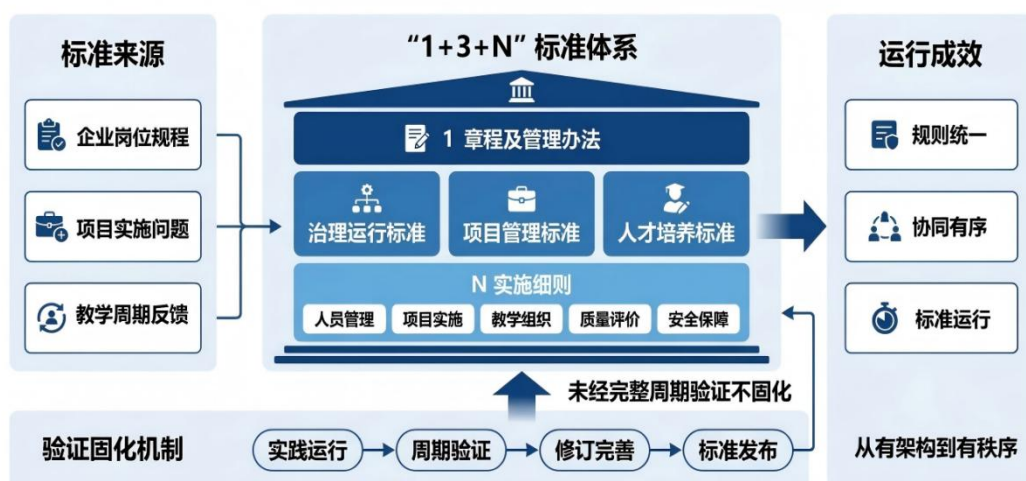 标准来源
企业岗位规程
项目实施问题
教学周期反馈
“1+3+N”标准体系
1 章程及管理办法
治理运行标准
项目管理标准
人才培养标准
N 实施细则
人员管理
项目实施
教学组织
质量评价
安全保障
运行成效
规则统一
协同有序
标准运行
从有架构到有秩序
未经完整周期验证不固化
验证固化机制
实践运行
周期验证
修订完善
标准发布